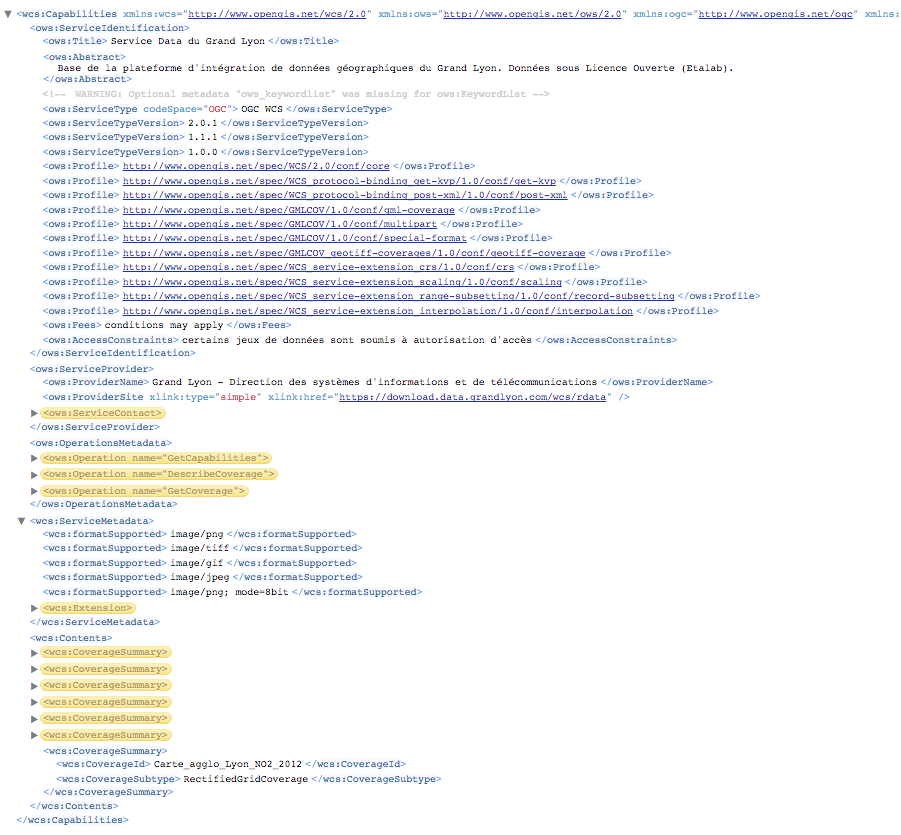 <wcs:Capabilities xmlns:wcs="http://www.opengis.net/wcs/2.0" xmlns:ows="http://www.opengis.net/ows/2.0" xmlns:ogc="http://www.opengis.net/ogc" xmlns:
<ows:ServiceIdentification>
<ows:Title> Service Data du Grand Lyon </ows:Title>
<ows:Abstract>
Base de la plateforme d'intégration de données géographiques du Grand Lyon. Données sous Licence Ouverte (Etalab).
</ows:Abstract>
<!-- WARNING: Optional metadata "ows_keywordlist" was missing for ows:KeywordList -->
<ows:ServiceType codeSpace="OGC"> OGC WCS </ows:ServiceType>
<ows:ServiceTypeVersion> 2.0.1 </ows:ServiceTypeVersion>
<ows:ServiceTypeVersion> 1.1.1 </ows:ServiceTypeVersion>
<ows:ServiceTypeVersion> 1.0.0 </ows:ServiceTypeVersion>
<ows:Profile> http://www.opengis.net/spec/WCS/2.0/conf/core </ows:Profile>
<ows:Profile> http://www.opengis.net/spec/WCS_protocol-binding_get-kvp/1.0/conf/get-kvp </ows:Profile>
<ows:Profile> http://www.opengis.net/spec/WCS_protocol-binding_post-xml/1.0/conf/post-xml </ows:Profile>
<ows:Profile> http://www.opengis.net/spec/GMLCOV/1.0/conf/gml-coverage </ows:Profile>
<ows:Profile> http://www.opengis.net/spec/GMLCOV/1.0/conf/multipart </ows:Profile>
<ows:Profile> http://www.opengis.net/spec/GMLCOV/1.0/conf/special-format </ows:Profile>
<ows:Profile> http://www.opengis.net/spec/GMLCOV_geotiff-coverages/1.0/conf/geotiff-coverage </ows:Profile>
<ows:Profile> http://www.opengis.net/spec/WCS_service-extension_crs/1.0/conf/crs </ows:Profile>
<ows:Profile> http://www.opengis.net/spec/WCS_service-extension_scaling/1.0/conf/scaling </ows:Profile>
<ows:Profile> http://www.opengis.net/spec/WCS_service-extension_range-subsetting/1.0/conf/record-subsetting </ows:Profile>
<ows:Profile> http://www.opengis.net/spec/WCS_service-extension_interpolation/1.0/conf/interpolation </ows:Profile>
<ows:Fees> conditions may apply </ows:Fees>
<ows:AccessConstraints> certains jeux de données sont soumis à autorisation d'accès </ows:AccessConstraints>
</ows:ServiceIdentification>
<ows:ServiceProvider>
<ows:ProviderName> Grand Lyon - Direction des systèmes d'informations et de télécommunications </ows:ProviderName>
<ows:ProviderSite xlink:type="simple" xlink:href="https://download.data.grandlyon.com/wcs/rdata" />
<ows:ServiceContact>
</ows:ServiceProvider>
<ows:OperationsMetadata>
<ows:Operation name="GetCapabilities">
<ows:Operation name="DescribeCoverage">
<ows:Operation name="GetCoverage">
</ows:OperationsMetadata>
<wcs:ServiceMetadata>
<wcs:formatSupported> image/png </wcs:formatSupported>
<wcs:formatSupported> image/tiff </wcs:formatSupported>
<wcs:formatSupported> image/gif </wcs:formatSupported>
<wcs:formatSupported> image/jpeg </wcs:formatSupported>
<wcs:formatSupported> image/png; mode=8bit </wcs:formatSupported>
<wcs:Extension>
</wcs:ServiceMetadata>
<wcs:Contents>
<wcs:CoverageSummary>
<wcs:CoverageSummary>
<wcs:CoverageSummary>
<wcs:CoverageSummary>
<wcs:CoverageSummary>
<wcs:CoverageSummary>
<wcs:CoverageSummary>
<wcs:CoverageId> Carte_agglo_Lyon_NO2_2012 </wcs:CoverageId>
<wcs:CoverageSubtype> RectifiedGridCoverage </wcs:CoverageSubtype>
</wcs:CoverageSummary>
</wcs:Contents>
</wcs:Capabilities>